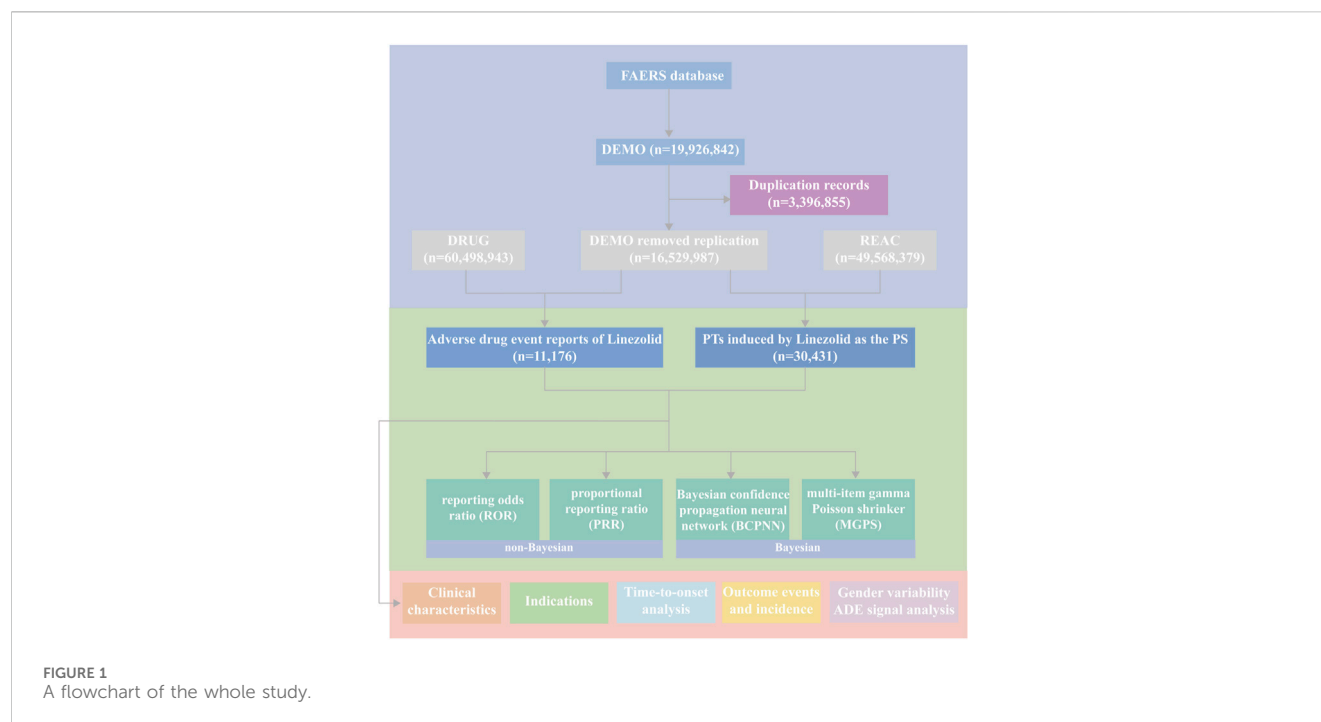 FAERS database
DEMO (n=19,926,842)
Duplication records
(n=3,396,855)
DRUG
(n=60,498,943)
DEMO removed replication
(n=16,529,987)
REAC
(n=49,568,379)
Adverse drug event reports of Linezolid
(n=11,176)
PTs induced by Linezolid as the PS
(n=30,431)
reporting odds
ratio (ROR)
proportional
reporting ratio
(PRR)
Bayesian confidence
propagation neural
network (BCPNN)
multi-item gamma
Poisson shrinker
(MGPS)
non-Bayesian
Bayesian
Clinical
characteristics
Indications
Time-to-onset
analysis
Outcome events
and incidence
Gender variability
ADE signal analysis
FIGURE 1
A flowchart of the whole study.